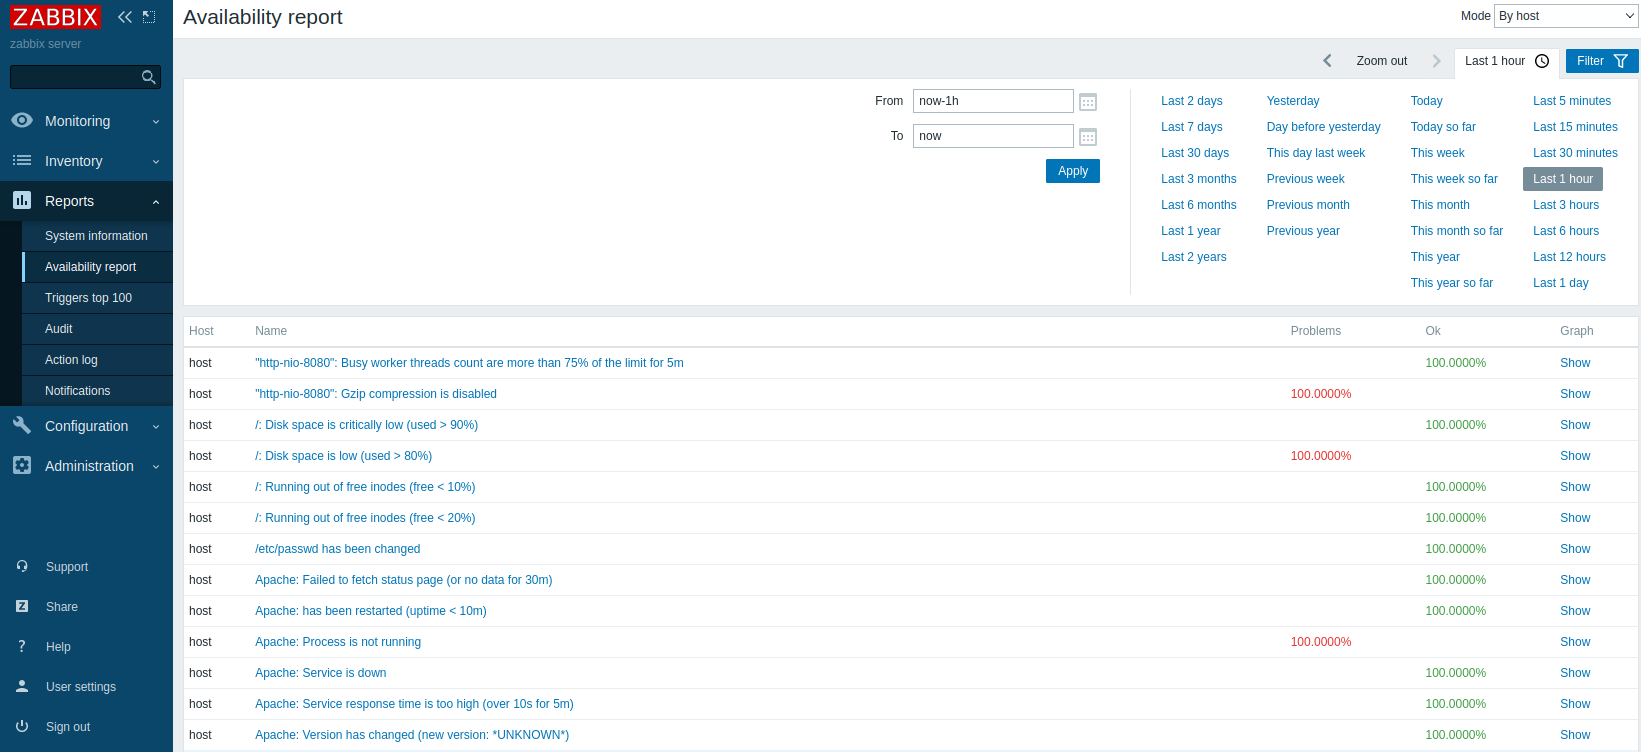 ZABBIX
zabbix server
Monitoring
Inventory
Reports
System information
Availability report
Triggers top 100
Audit
Action log
Notifications
Configuration
Administration
Support
Share
Help
User settings
Sign out
Availability report
Mode By host
Zoom out Last 1 hour Filter
From now-1h
To now
Apply
Last 2 days Yesterday Today Last 5 minutes
Last 7 days Day before yesterday Today so far Last 15 minutes
Last 30 days This day last week This week Last 30 minutes
Last 3 months Previous week This week so far Last 1 hour
Last 6 months Previous month This month Last 3 hours
Last 1 year Previous year This month so far Last 6 hours
Last 2 years This year Last 12 hours
This year so far Last 1 day
Host Name Problems Ok Graph
host "http-nio-8080": Busy worker threads count are more than 75% of the limit for 5m 100.0000% Show
host "http-nio-8080": Gzip compression is disabled 100.0000% Show
host /: Disk space is critically low (used > 90%) 100.0000% Show
host /: Disk space is low (used > 80%) 100.0000% Show
host /: Running out of free inodes (free < 10%) 100.0000% Show
host /: Running out of free inodes (free < 20%) 100.0000% Show
host /etc/passwd has been changed 100.0000% Show
host Apache: Failed to fetch status page (or no data for 30m) 100.0000% Show
host Apache: has been restarted (uptime < 10m) 100.0000% Show
host Apache: Process is not running 100.0000% Show
host Apache: Service is down 100.0000% Show
host Apache: Service response time is too high (over 10s for 5m) 100.0000% Show
host Apache: Version has changed (new version: *UNKNOWN*) 100.0000% Show